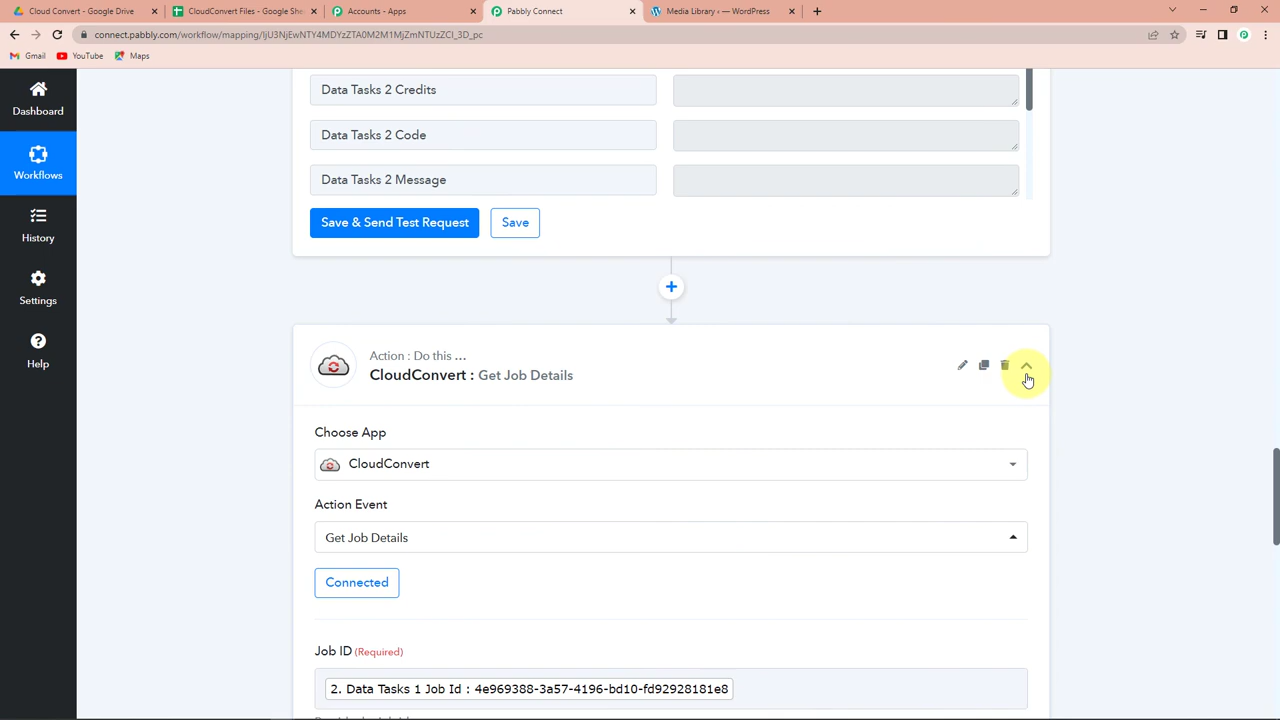 Cloud Convert - Google Drive
CloudConvert Files - Google She
Accounts - Apps
Pabbly Connect
Media Library ‹ — WordPress
connect.pabbly.com/workflow/mapping/IjU3NjEwNTY4MDYzZTA0M2M1MjZmNTUzZCI_3D_pc
Gmail
YouTube
Maps
Dashboard
Workflows
History
Settings
Help
Data Tasks 2 Credits
Data Tasks 2 Code
Data Tasks 2 Message
Save & Send Test Request
Save
Action : Do this ...
CloudConvert : Get Job Details
Choose App
CloudConvert
Action Event
Get Job Details
Connected
Job ID (Required)
2. Data Tasks 1 Job Id : 4e969388-3a57-4196-bd10-fd92928181e8